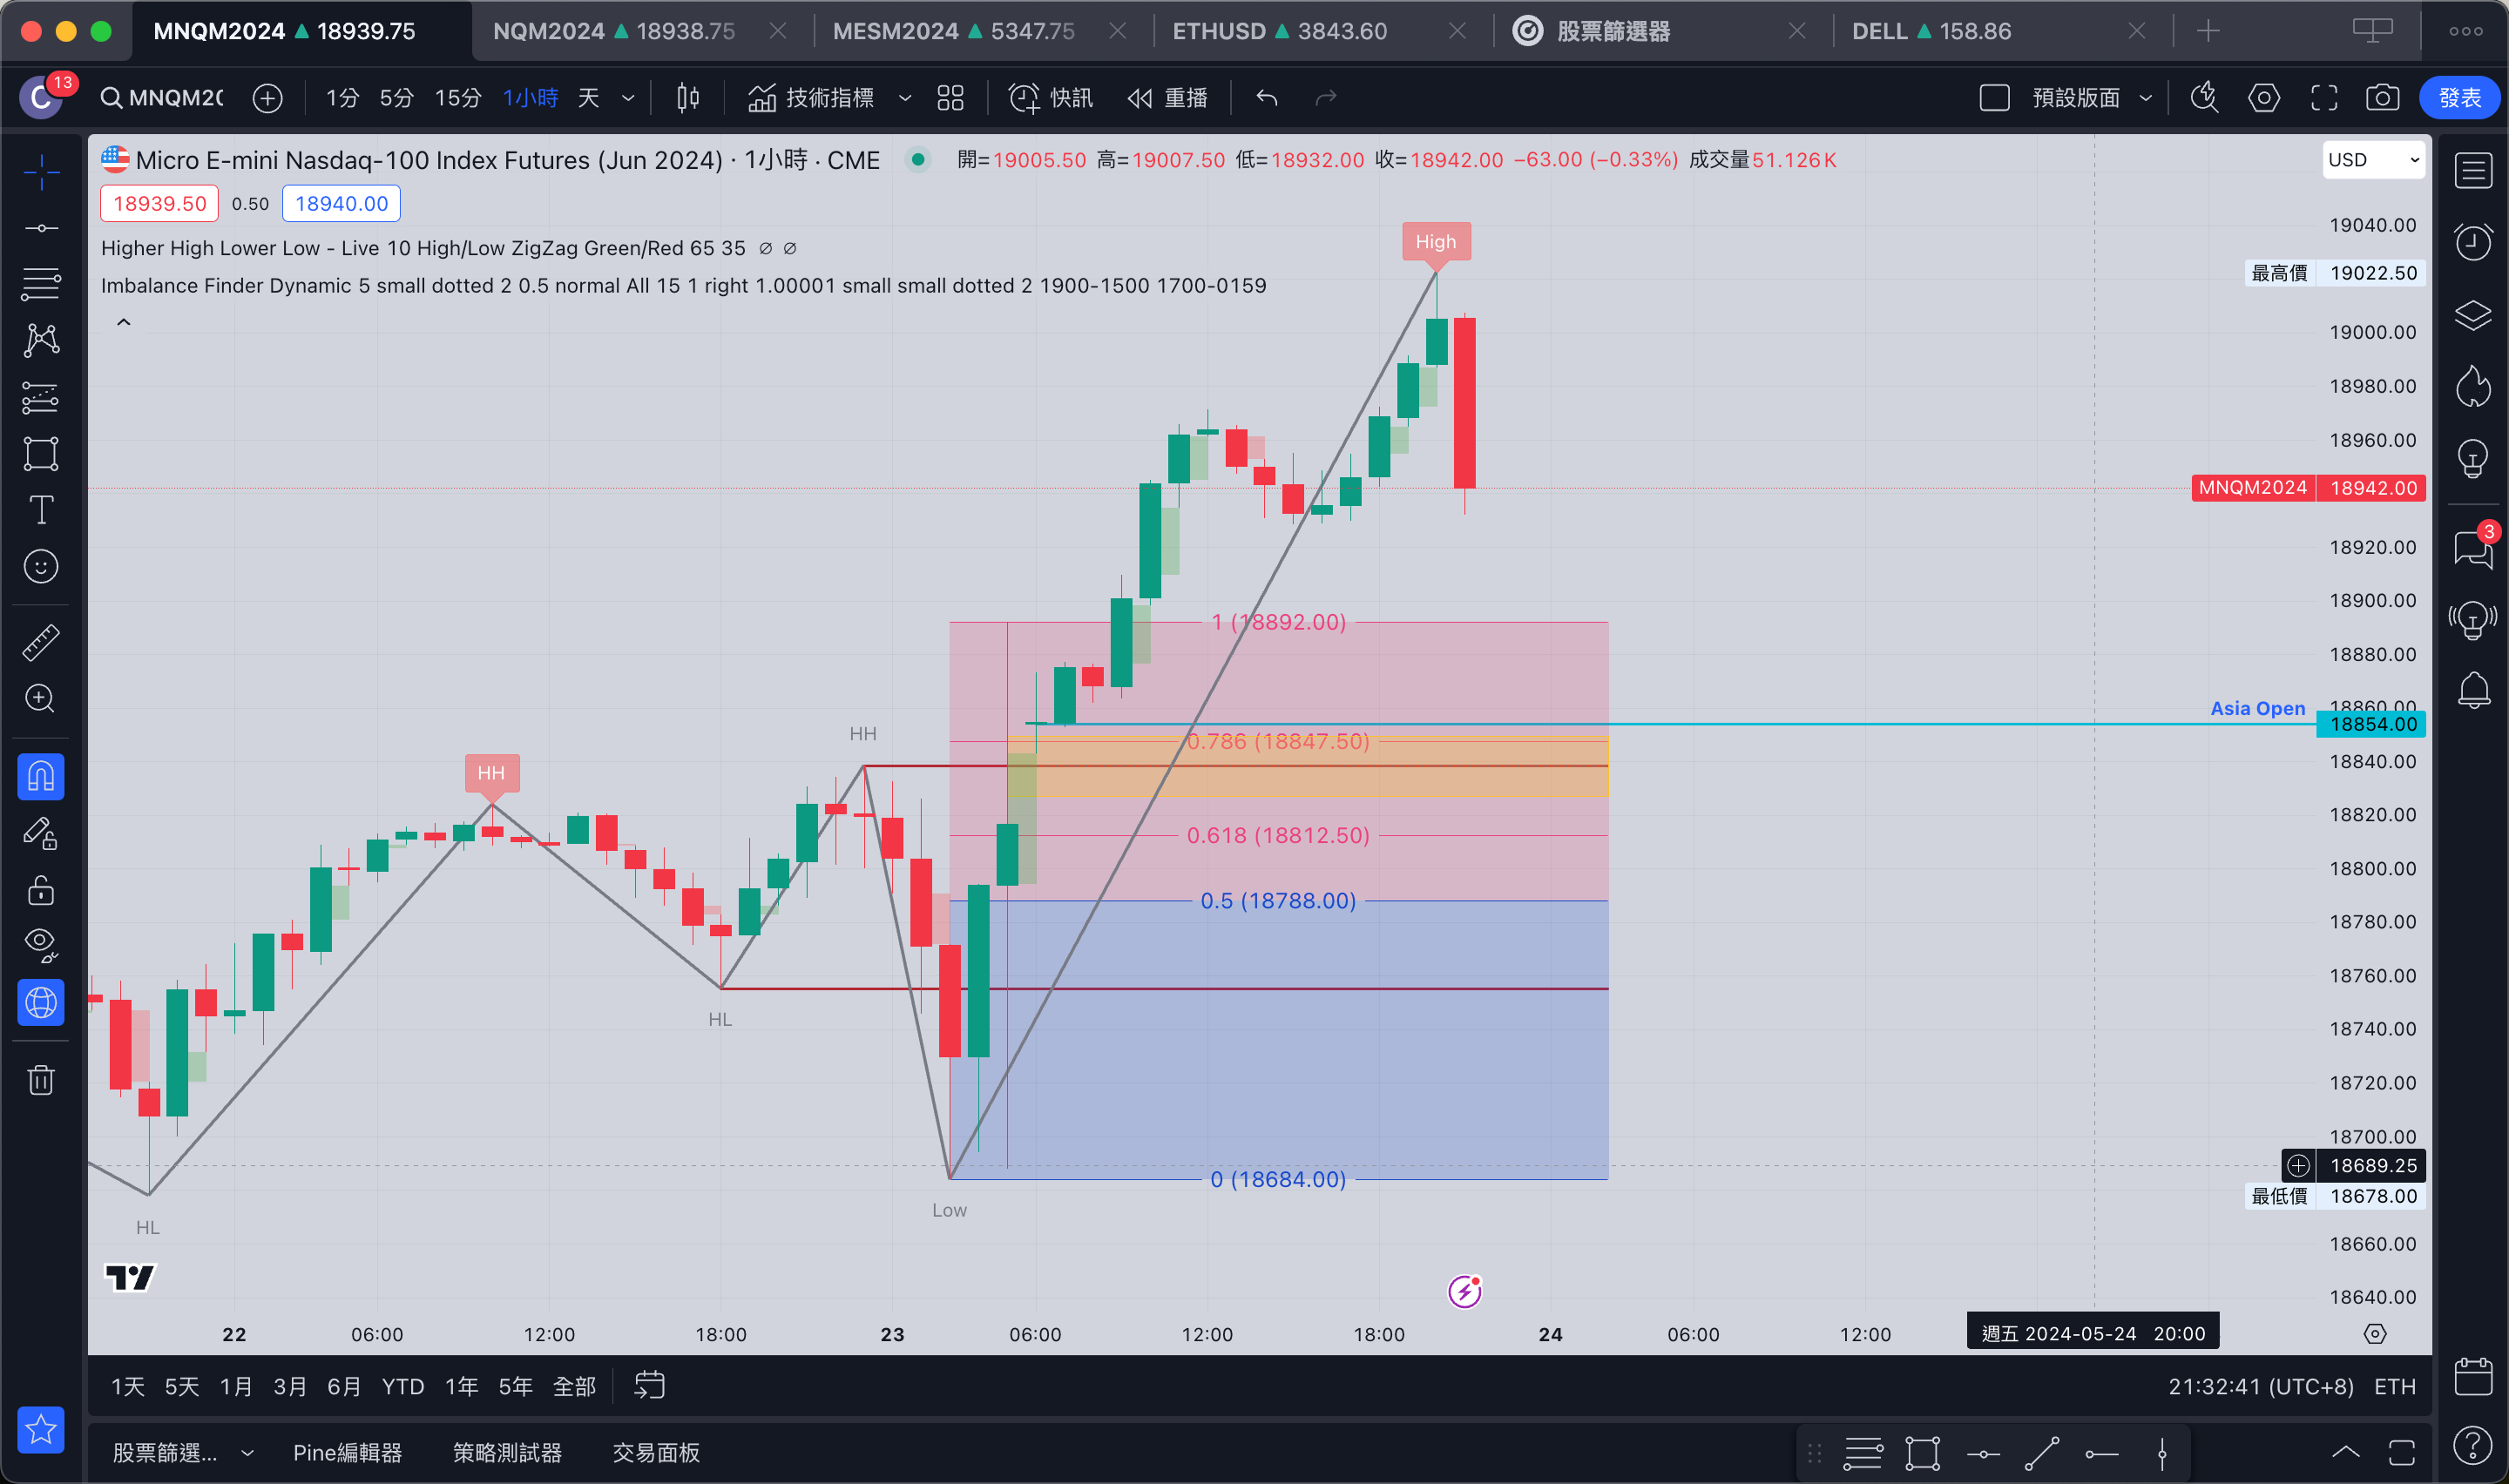 MNQM2024 ▲ 18939.75 NQM2024 ▲ 18938.75 MESM2024 ▲ 5347.75 ETHUSD ▲ 3843.60 股票篩選器 DELL ▲ 158.86
C 13 MNQM20 1分 5分 15分 1小時 天 技術指標 快訊 重播 預設版面 發表
Micro E-mini Nasdaq-100 Index Futures (Jun 2024) · 1小時 · CME 開=19005.50 高=19007.50 低=18932.00 收=18942.00 −63.00 (−0.33%) 成交量51.126K USD
18939.50 0.50 18940.00
19040.00
High
Higher High Lower Low - Live 10 High/Low ZigZag Green/Red 65 35 ∅ ∅
最高價 19022.50
Imbalance Finder Dynamic 5 small dotted 2 0.5 normal All 15 1 right 1.00001 small small dotted 2 1900-1500 1700-0159
19000.00
18980.00
18960.00
MNQM2024 18942.00
3
18920.00
18900.00
1 (18892.00)
18880.00
Asia Open 18860.00
18854.00
HH
0.786 (18847.50)
18840.00
HH
18820.00
0.618 (18812.50)
18800.00
0.5 (18788.00)
18780.00
18760.00
HL
18740.00
18720.00
18700.00
18689.25
0 (18684.00)
最低價 18678.00
Low
HL
18660.00
18640.00
22 06:00 12:00 18:00 23 06:00 12:00 18:00 24 06:00 12:00 週五 2024-05-24 20:00
1天 5天 1月 3月 6月 YTD 1年 5年 全部 21:32:41 (UTC+8) ETH
股票篩選... Pine編輯器 策略測試器 交易面板